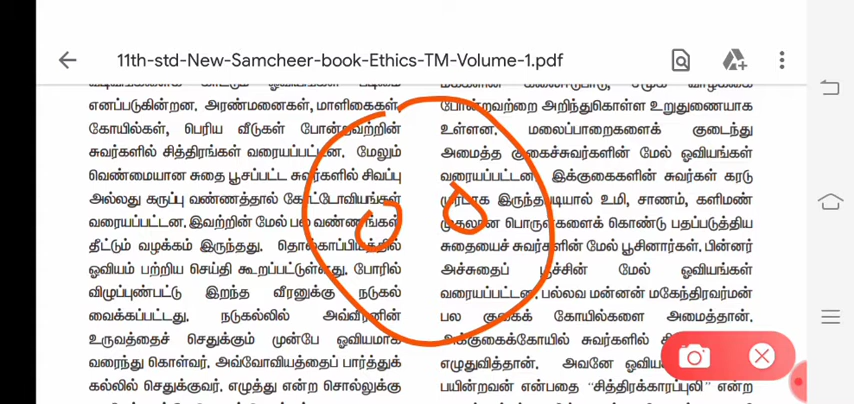 11th-std-New-Samcheer-book-Ethics-TM-Volume-1.pdf
எனப்படுகின்றன. அரண்மனைகள், மாளிகைகள்,
கோயில்கள், பெரிய வீடுகள் போன்றவற்றின்
சுவர்களில் சித்திரங்கள் வரையப்பட்டன. மேலும்
வெண்மையான சுதை பூசப்பட்ட சுவர்களில் சிவப்பு
அல்லது கருப்பு வண்ணத்தால் கோட்டோவியங்கள்
வரையப்பட்டன. இவற்றின் மேல் பல வண்ணங்கள்
தீட்டும் வழக்கம் இருந்தது. தொல்காப்பியத்தில்
ஓவியம் பற்றிய செய்தி கூறப்பட்டுள்ளது. போரில்
விழுப்புண்பட்டு இறந்த வீரனுக்கு நடுகல்
வைக்கப்பட்டது. நடுகல்லில் அவ்வீரனின்
உருவத்தைச் செதுக்கும் முன்பே ஓவியமாக
வரைந்து கொள்வர். அவ்வோவியத்தைப் பார்த்துக்
கல்லில் செதுக்குவர். எழுத்து என்ற சொல்லுக்கு
போன்றவற்றை அறிந்துகொள்ள உறுதுணையாக
உள்ளன. மலைப்பாறைகளைக் குடைந்து
அமைத்த குகைச்சுவர்களின் மேல் ஓவியங்கள்
வரையப்பட்டன. இக்குகைகளின் சுவர்கள் கரடு
முரடாக இருந்தபடியால் உமி, சாணம், களிமண்
முதலான பொருள்களைக் கொண்டு பதப்படுத்திய
சுதையைச் சுவர்களின் மேல் பூசினார்கள். பின்னர்
அச்சுதைப் பூச்சின் மேல் ஓவியங்கள்
வரையப்பட்டன. பல்லவ மன்னன் மகேந்திரவர்மன்
பல குகைக் கோயில்களை அமைத்தான்.
அக்குகைக்கோயில் சுவர்களில்
எழுதுவித்தான். அவனே
பயின்றவன் என்பதை "சித்திரக்காரப்புலி" என்ற